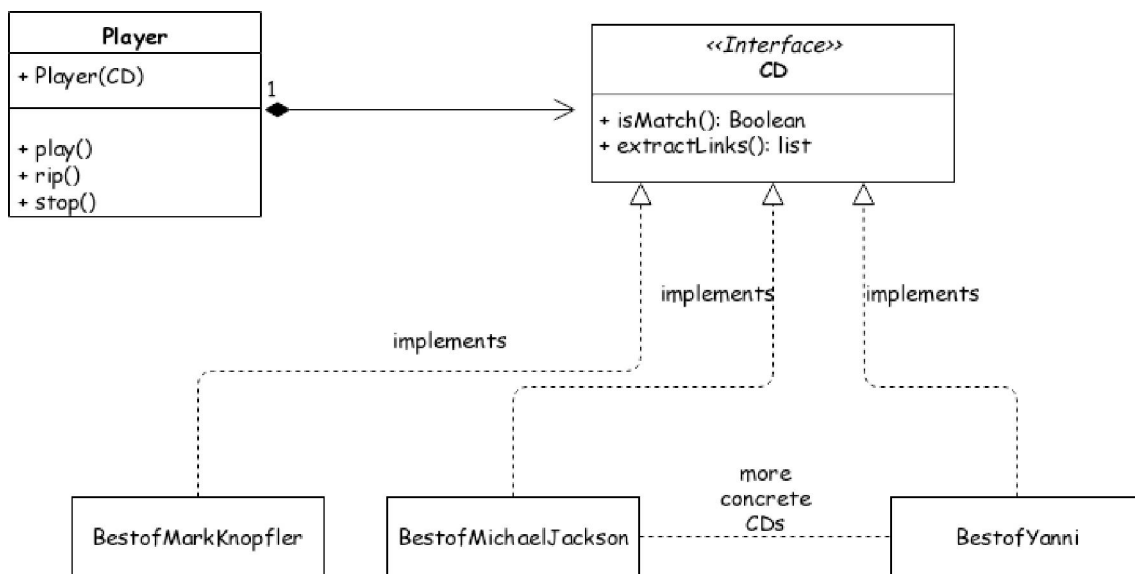 Player
+ Player(CD)
+ play()
+ rip()
+ stop()
1
<<Interface>>
CD
+ isMatch(): Boolean
+ extractLinks(): list
implements
implements
implements
BestofMarkKnopfler
BestofMichaelJackson
more
concrete
CDs
BestofYanni